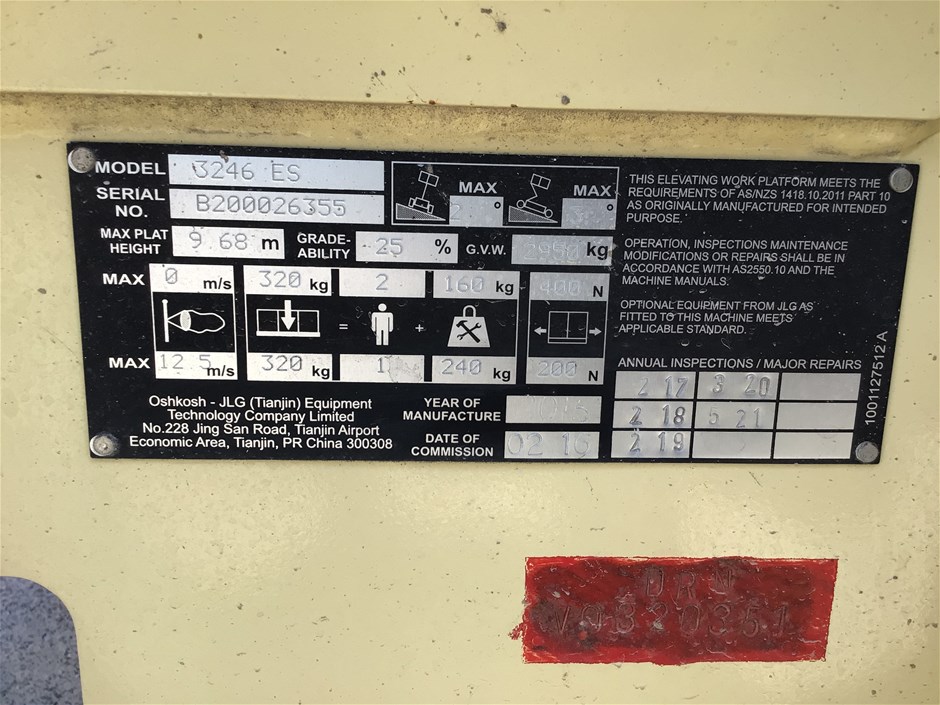 MODEL 3246 ES
SERIAL NO. B200026355
MAX PLAT HEIGHT 9.68 m
GRADE-ABILITY 25 %
G.V.W. 2950 kg
MAX 2 °
MAX 3 °
MAX 0 m/s 320 kg 2 160 kg 400 N
= +
MAX 12.5 m/s 320 kg 1 240 kg 200 N
Oshkosh - JLG (Tianjin) Equipment
Technology Company Limited
No.228 Jing San Road, Tianjin Airport
Economic Area, Tianjin, PR China 300308
YEAR OF
MANUFACTURE
DATE OF
COMMISSION 02 16
THIS ELEVATING WORK PLATFORM MEETS THE
REQUIREMENTS OF AS/NZS 1418.10.2011 PART 10
AS ORIGINALLY MANUFACTURED FOR INTENDED
PURPOSE.
OPERATION, INSPECTIONS MAINTENANCE
MODIFICATIONS OR REPAIRS SHALL BE IN
ACCORDANCE WITH AS2550.10 AND THE
MACHINE MANUALS.
OPTIONAL EQUIPMENT FROM JLG AS
FITTED TO THIS MACHINE MEETS
APPLICABLE STANDARD.
ANNUAL INSPECTIONS / MAJOR REPAIRS
2 17 3 20
2 18 5 21
2 19
1001127512 A
DRN
WA320351